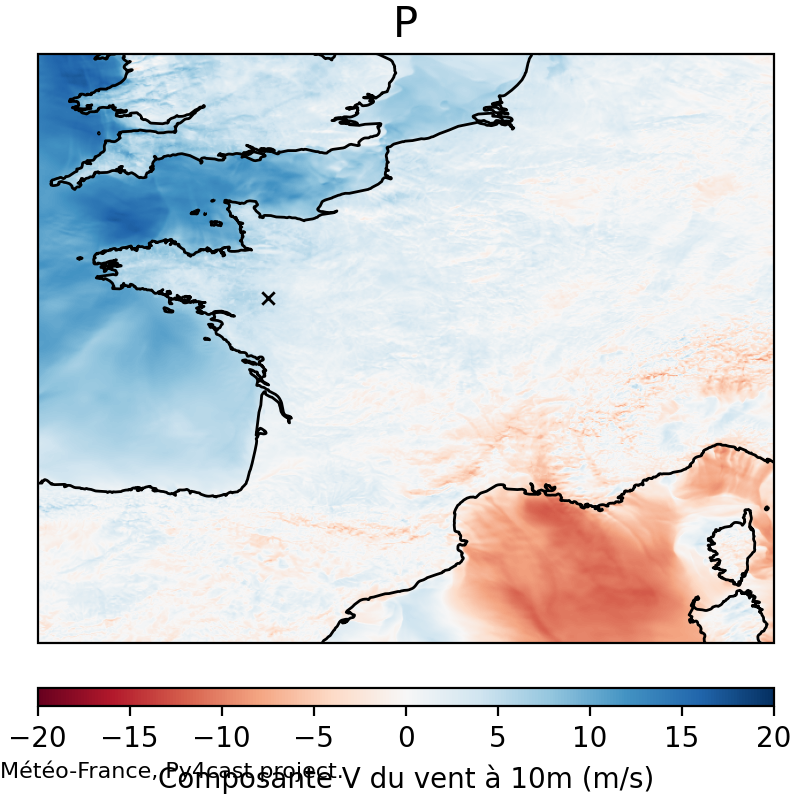 P
−20 −15 −10 −5 0 5 10 15 20
Météo-France, Py4cast project.
Composante V du vent à 10m (m/s)